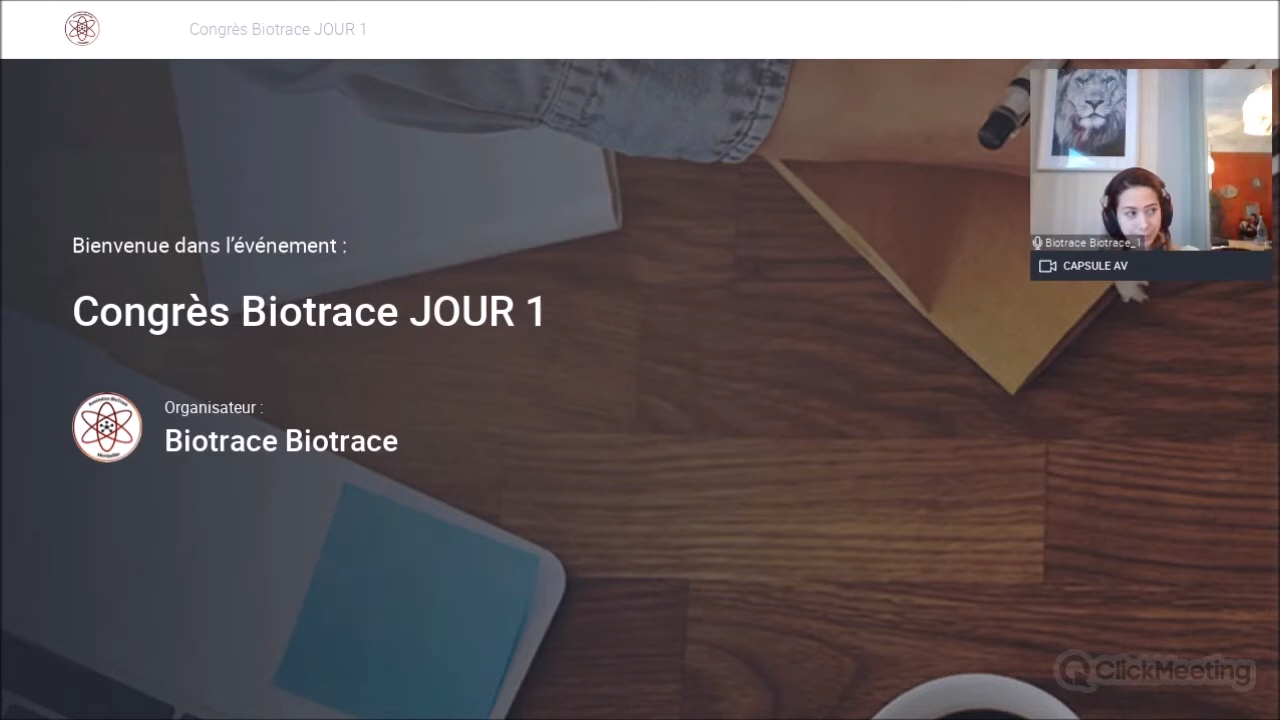 Congrès Biotrace JOUR 1
Bienvenue dans l'événement :
Congrès Biotrace JOUR 1
Organisateur :
Biotrace Biotrace
Biotrace Biotrace_1
CAPSULE AV
ClickMeeting